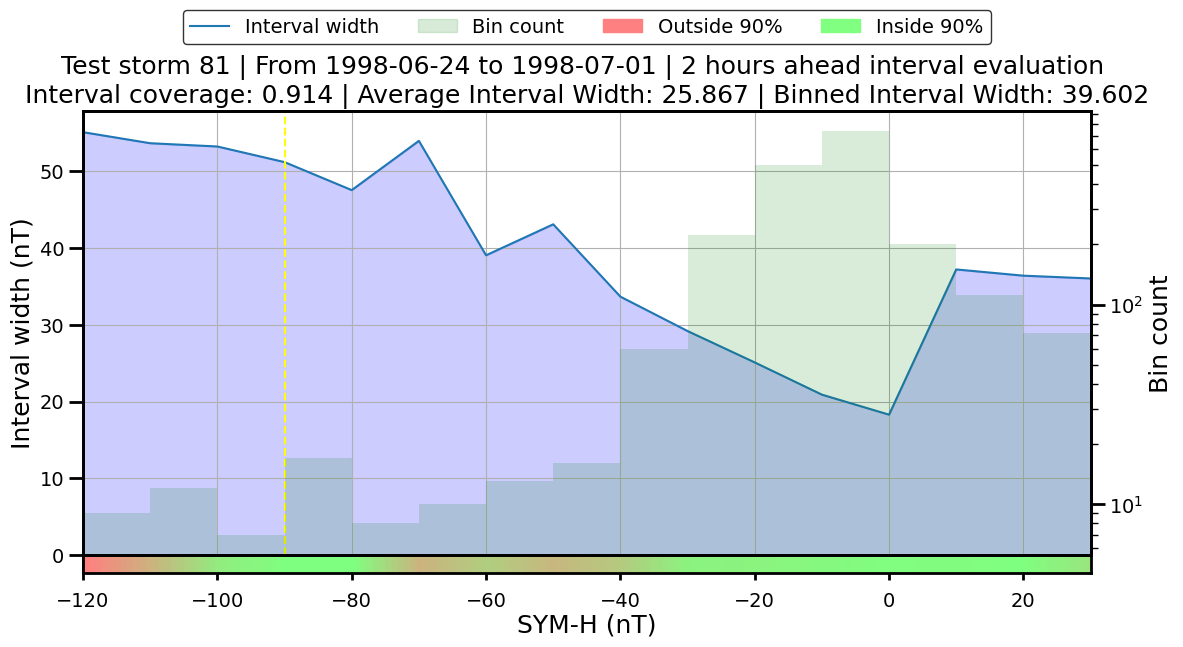 Interval width Bin count Outside 90% Inside 90%
Test storm 81 | From 1998-06-24 to 1998-07-01 | 2 hours ahead interval evaluation
Interval coverage: 0.914 | Average Interval Width: 25.867 | Binned Interval Width: 39.602
Interval width (nT)
50
40
30
20
10
0
10²
10¹
Bin count
−120 −100 −80 −60 −40 −20 0 20
SYM-H (nT)